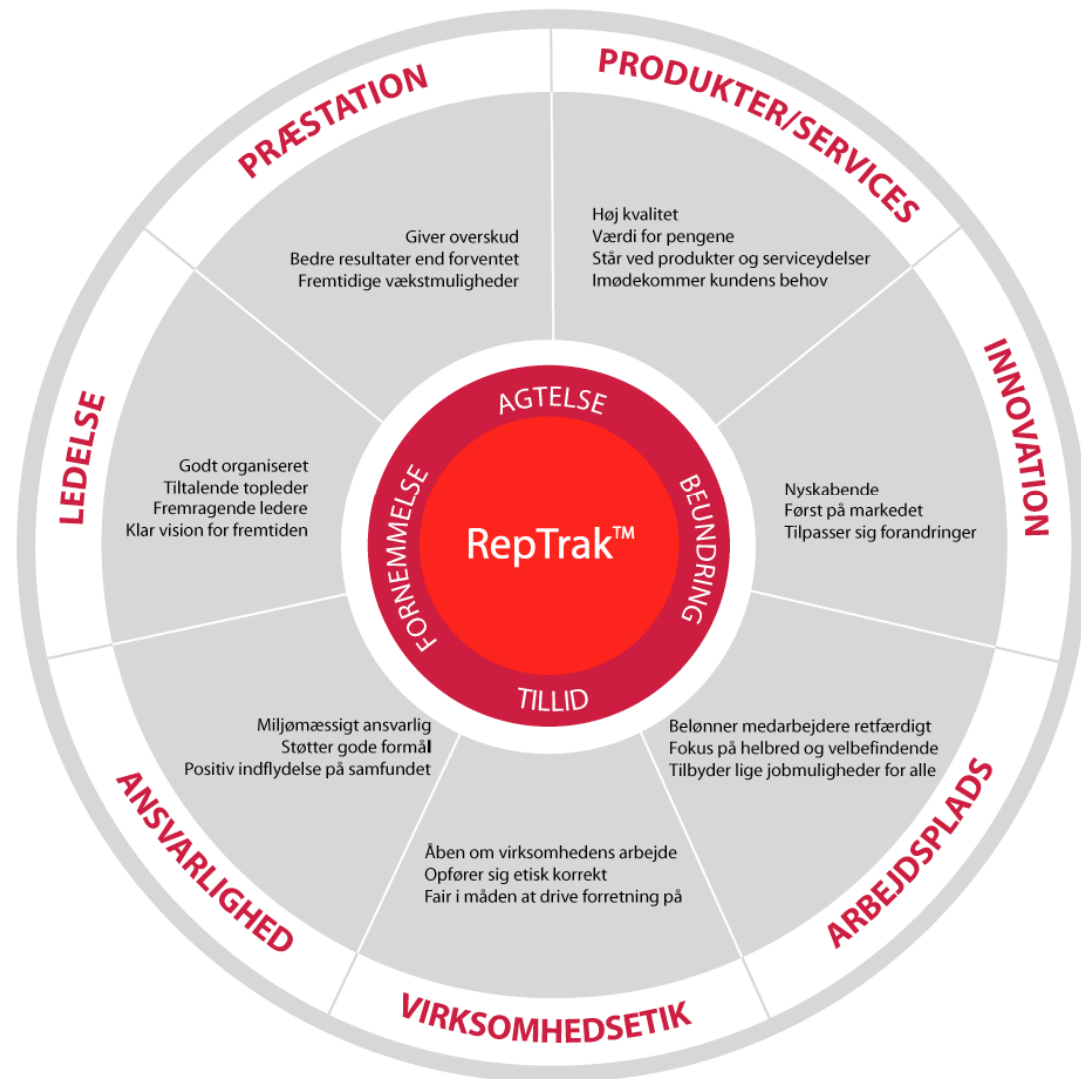 PRÆSTATION
Giver overskud
Bedre resultater end forventet
Fremtidige vækstmuligheder
PRODUKTER/SERVICES
Høj kvalitet
Værdi for pengene
Står ved produkter og serviceydelser
Imødekommer kundens behov
INNOVATION
Nyskabende
Først på markedet
Tilpasser sig forandringer
ARBEJDSPLADS
Belønner medarbejdere retfærdigt
Fokus på helbred og velbefindende
Tilbyder lige jobmuligheder for alle
VIRKSOMHEDSETIK
Åben om virksomhedens arbejde
Opfører sig etisk korrekt
Fair i måden at drive forretning på
ANSVARLIGHED
Miljømæssigt ansvarlig
Støtter gode formål
Positiv indflydelse på samfundet
LEDELSE
Godt organiseret
Tiltalende topleder
Fremragende ledere
Klar vision for fremtiden
AGTELSE
BEUNDRING
TILLID
FORNEMMELSE
RepTrak™